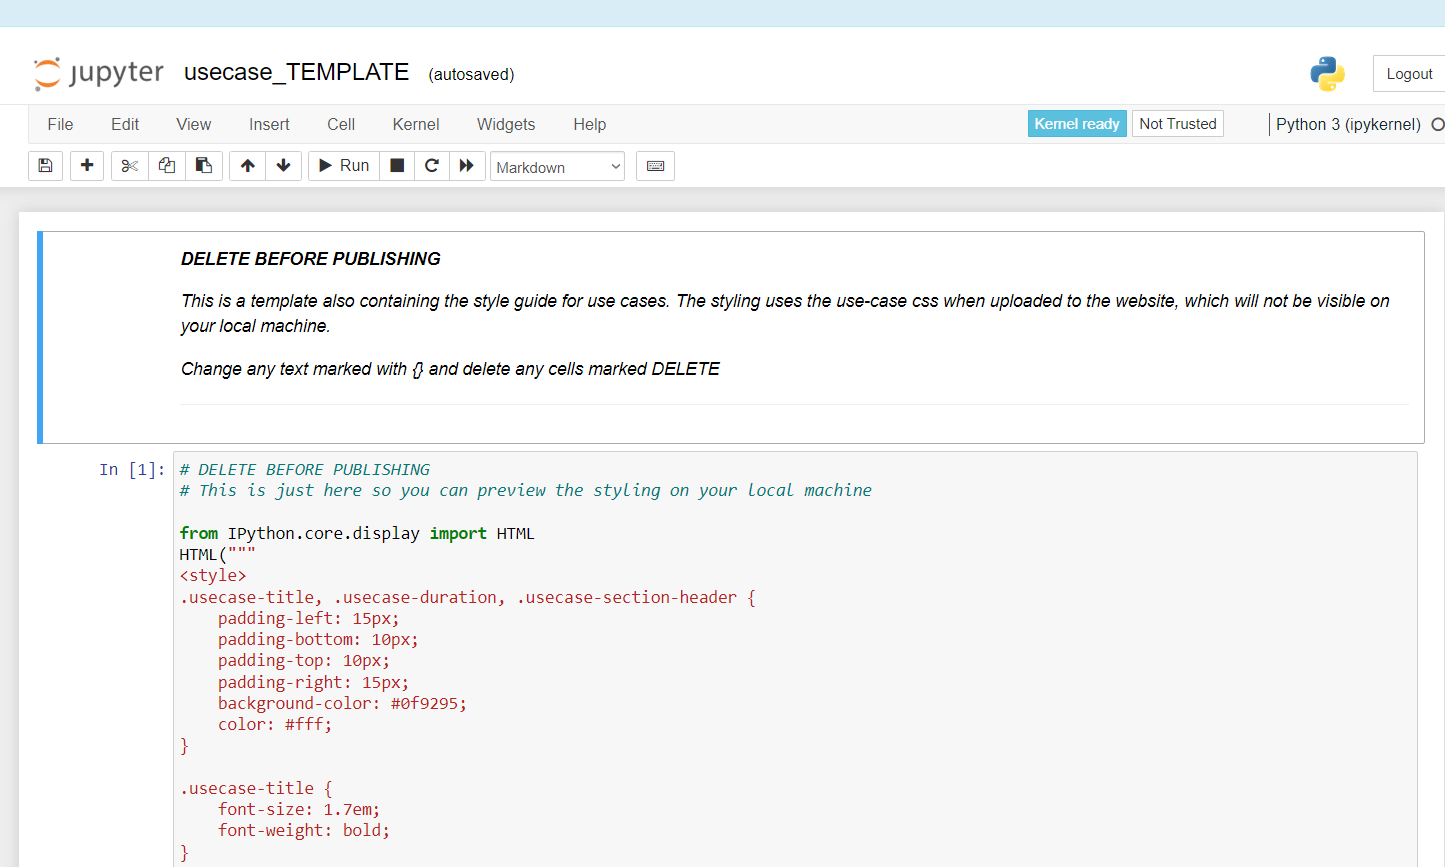 jupyter usecase_TEMPLATE (autosaved) Logout
File Edit View Insert Cell Kernel Widgets Help Kernel ready Not Trusted Python 3 (ipykernel)
Run Markdown
DELETE BEFORE PUBLISHING
This is a template also containing the style guide for use cases. The styling uses the use-case css when uploaded to the website, which will not be visible on
your local machine.
Change any text marked with {} and delete any cells marked DELETE
In [1]: # DELETE BEFORE PUBLISHING
# This is just here so you can preview the styling on your local machine
from IPython.core.display import HTML
HTML("""
<style>
.usecase-title, .usecase-duration, .usecase-section-header {
    padding-left: 15px;
    padding-bottom: 10px;
    padding-top: 10px;
    padding-right: 15px;
    background-color: #0f9295;
    color: #fff;
}
.usecase-title {
    font-size: 1.7em;
    font-weight: bold;
}